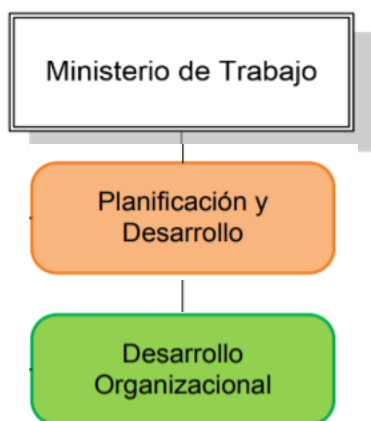 Ministerio de Trabajo
Planificación y
Desarrollo
Desarrollo
Organizacional